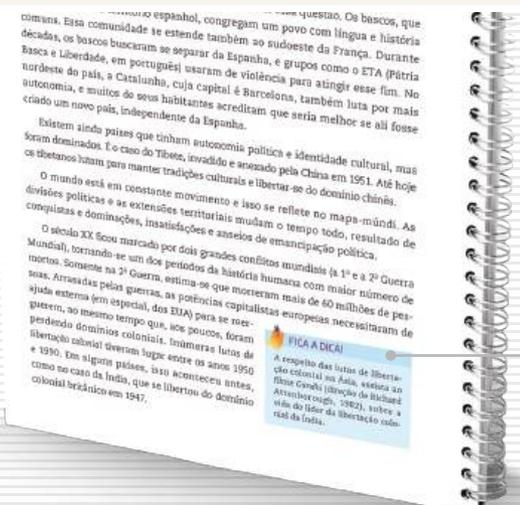 território espanhol, congregam um povo com língua e história
comuns. Essa comunidade se estende também ao sudoeste da França. Durante
décadas, os bascos buscaram se separar da Espanha, e grupos como o ETA (Pátria
Basca e Liberdade, em português) usaram de violência para atingir esse fim. No
nordeste do país, a Catalunha, cuja capital é Barcelona, também luta por mais
autonomia, e muitos de seus habitantes acreditam que seria melhor se ali fosse
criado um novo país, independente da Espanha.
Existem ainda países que tinham autonomia política e identidade cultural, mas
foram dominados. É o caso do Tibete, invadido e anexado pela China em 1951. Até hoje
os tibetanos lutam para manter tradições culturais e libertar-se do domínio chinês.
O mundo está em constante movimento e isso se reflete no mapa-múndi. As
divisões políticas e as extensões territoriais mudam o tempo todo, resultado de
conquistas e dominações, insatisfações e anseios de emancipação política.
O século XX ficou marcado por dois grandes conflitos mundiais (a 1ª e a 2ª Guerra
Mundial), tornando-se um dos períodos da história humana com maior número de
mortos. Somente na 2ª Guerra, estima-se que morreram mais de 60 milhões de pes-
soas. Arrasadas pelas guerras, as potências capitalistas europeias necessitaram de
ajuda externa (em especial, dos EUA) para se reer-
guerem, ao mesmo tempo que, aos poucos, foram
perdendo domínios coloniais. Inúmeras lutas de
libertação colonial tiveram lugar entre os anos 1950
e 1990. Em alguns países, isso aconteceu antes,
como no caso da Índia, que se libertou do domínio
colonial britânico em 1947.
FICA A DICA!
A respeito das lutas de liberta-
ção colonial na Ásia, assista ao
filme Gandhi (direção de Richard
Attenborough, 1982), sobre a
vida do líder da libertação colo-
nial da Índia.